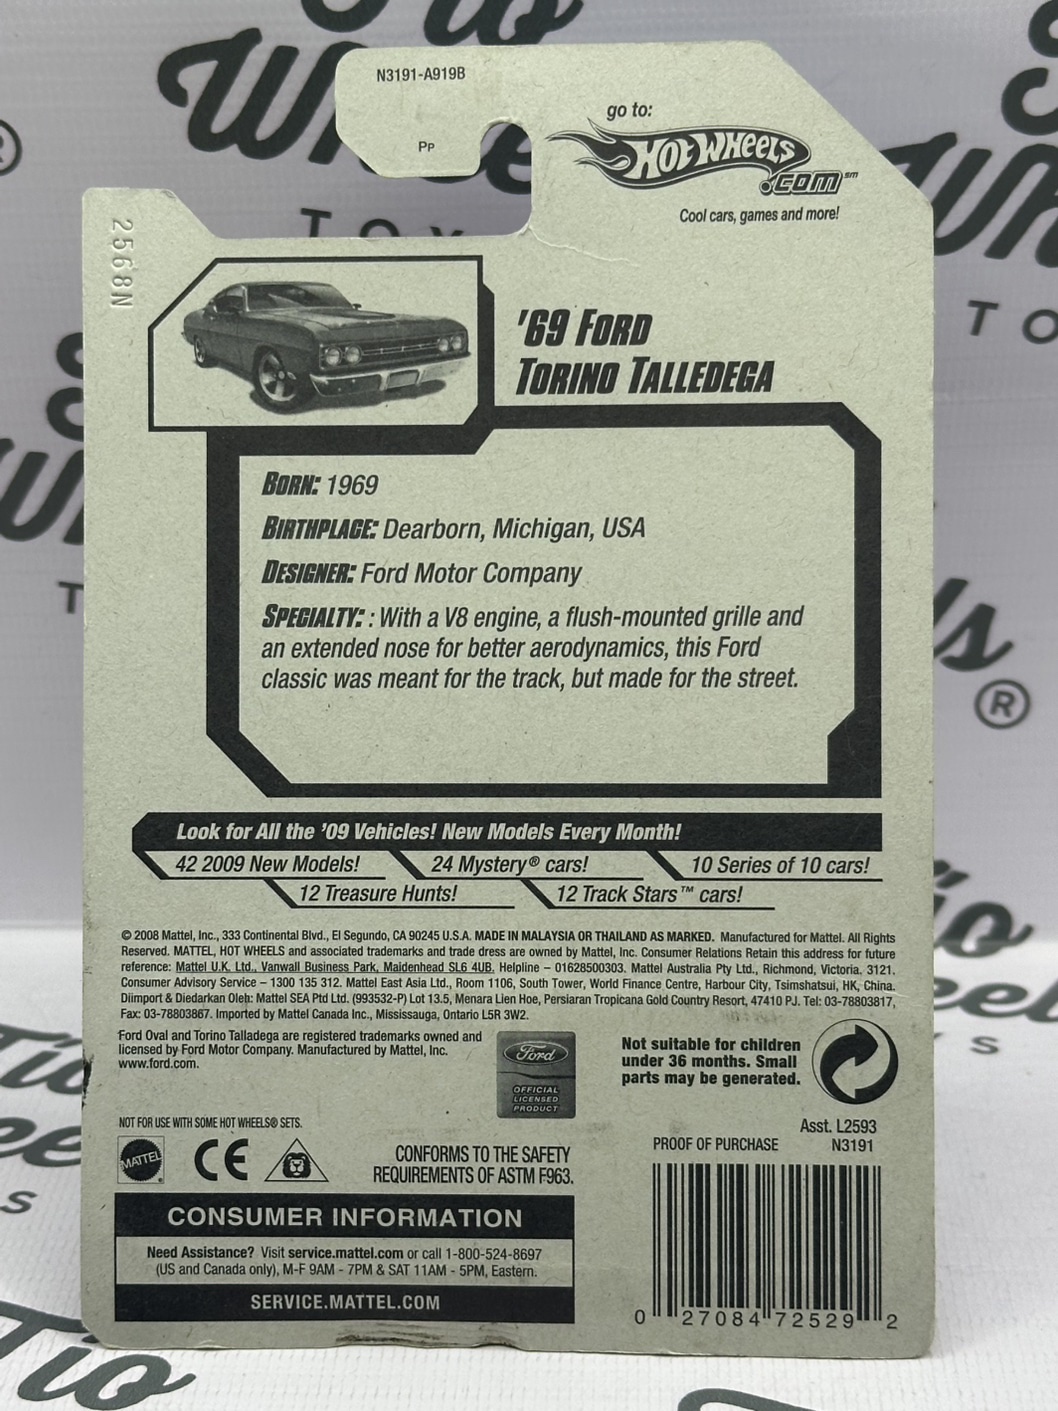 N3191-A919B
PP
go to:
HOT WHEELS
.COM℠
Cool cars, games and more!
2568N
'69 FORD
TORINO TALLEDEGA
BORN: 1969
BIRTHPLACE: Dearborn, Michigan, USA
DESIGNER: Ford Motor Company
SPECIALTY: : With a V8 engine, a flush-mounted grille and
an extended nose for better aerodynamics, this Ford
classic was meant for the track, but made for the street.
Look for All the '09 Vehicles! New Models Every Month!
42 2009 New Models! 24 Mystery® cars! 10 Series of 10 cars!
12 Treasure Hunts! 12 Track Stars™ cars!
© 2008 Mattel, Inc., 333 Continental Blvd., El Segundo, CA 90245 U.S.A. MADE IN MALAYSIA OR THAILAND AS MARKED. Manufactured for Mattel. All Rights
Reserved. MATTEL, HOT WHEELS and associated trademarks and trade dress are owned by Mattel, Inc. Consumer Relations Retain this address for future
reference: Mattel U.K. Ltd., Vanwall Business Park, Maidenhead SL6 4UB. Helpline – 01628500303. Mattel Australia Pty Ltd., Richmond, Victoria. 3121.
Consumer Advisory Service – 1300 135 312. Mattel East Asia Ltd., Room 1106, South Tower, World Finance Centre, Harbour City, Tsimshatsui, HK, China.
Diimport & Diedarkan Oleh: Mattel SEA Ptd Ltd. (993532-P) Lot 13.5, Menara Lien Hoe, Persiaran Tropicana Gold Country Resort, 47410 PJ. Tel: 03-78803817,
Fax: 03-78803867. Imported by Mattel Canada Inc., Mississauga, Ontario L5R 3W2.
Ford Oval and Torino Talladega are registered trademarks owned and
licensed by Ford Motor Company. Manufactured by Mattel, Inc.
www.ford.com.
Ford
OFFICIAL
LICENSED
PRODUCT
Not suitable for children
under 36 months. Small
parts may be generated.
NOT FOR USE WITH SOME HOT WHEELS® SETS.
Asst. L2593
PROOF OF PURCHASE N3191
MATTEL
CE
CONFORMS TO THE SAFETY
REQUIREMENTS OF ASTM F963.
CONSUMER INFORMATION
Need Assistance? Visit service.mattel.com or call 1-800-524-8697
(US and Canada only), M-F 9AM - 7PM & SAT 11AM - 5PM, Eastern.
SERVICE.MATTEL.COM
0 27084 72529 2